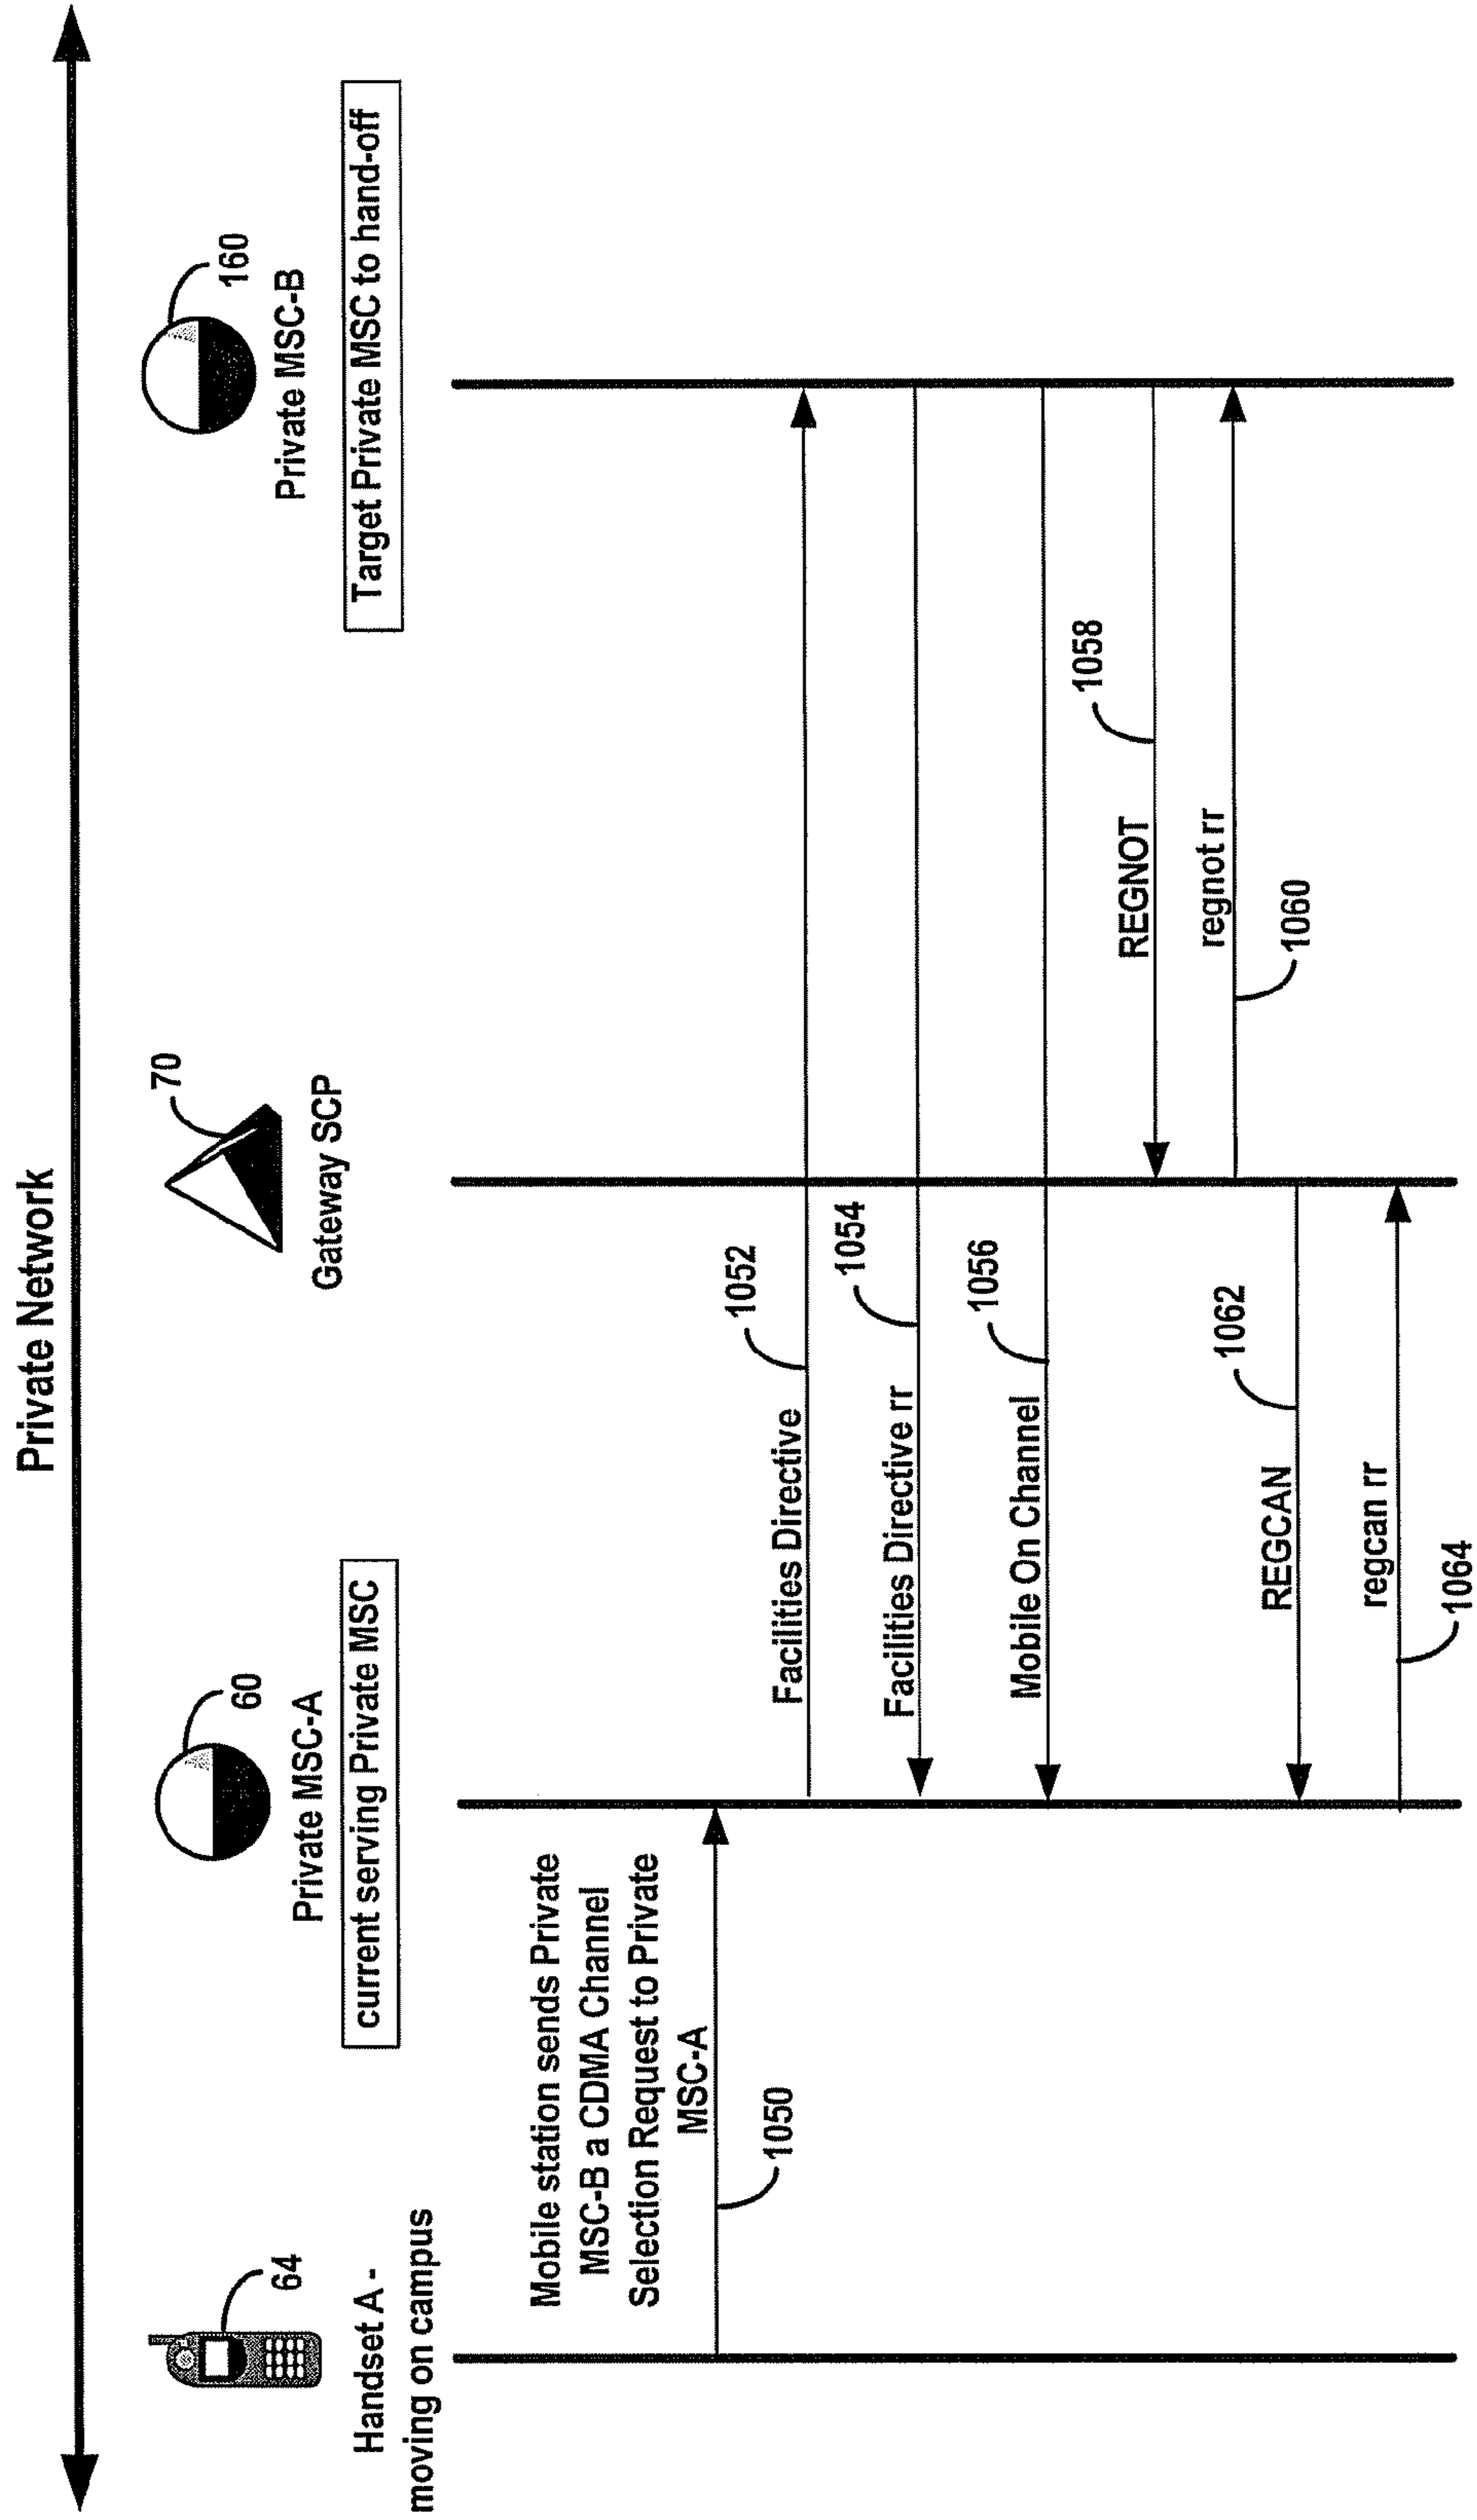 Private Network
64
Handset A -
moving on campus
60
Private MSC-A
current serving Private MSC
70
Gateway SCP
160
Private MSC-B
Target Private MSC to hand-off
Mobile station sends Private
MSC-B a CDMA Channel
Selection Request to Private
MSC-A
1050
Facilities Directive
1052
Facilities Directive rr
1054
Mobile On Channel
1056
REGNOT
1058
regnot rr
1060
REGCAN
1062
regcan rr
1064